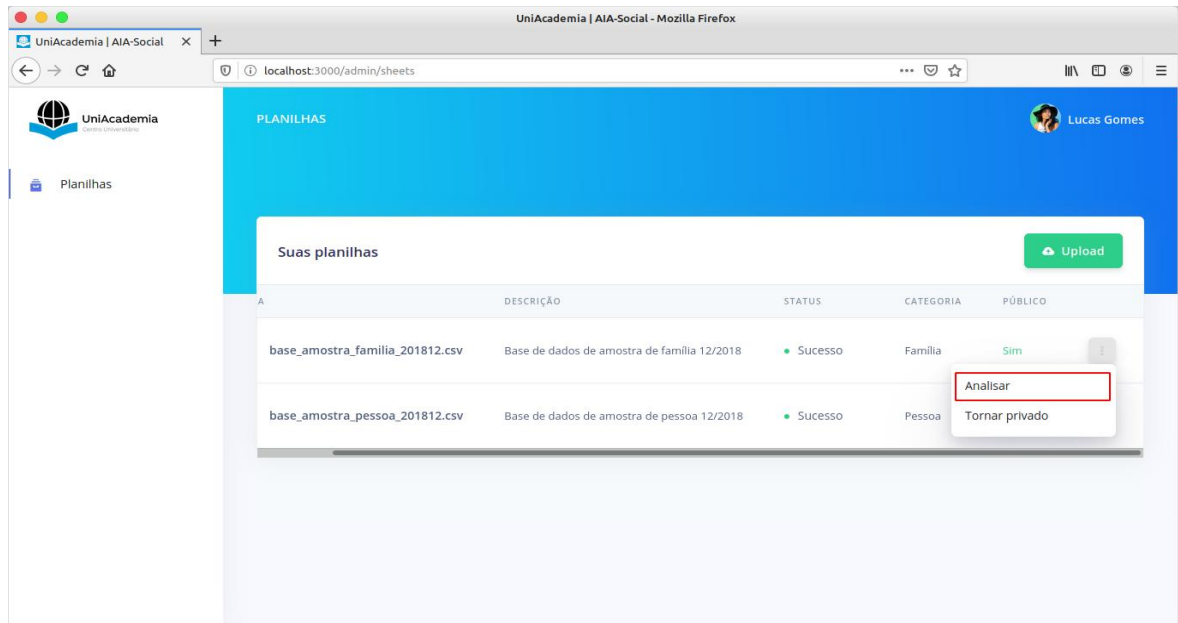 UniAcademia | AIA-Social - Mozilla Firefox
UniAcademia | AIA-Social
localhost:3000/admin/sheets
UniAcademia
Centro Universitário
PLANILHAS
Lucas Gomes
Planilhas
Suas planilhas
Upload
A DESCRIÇÃO STATUS CATEGORIA PÚBLICO
base_amostra_familia_201812.csv Base de dados de amostra de família 12/2018 Sucesso Família Sim
Analisar
base_amostra_pessoa_201812.csv Base de dados de amostra de pessoa 12/2018 Sucesso Pessoa Tornar privado